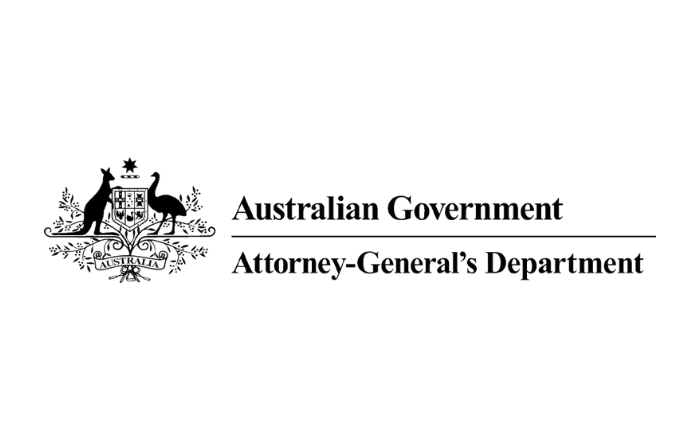 Australian Government
Attorney-General's Department
AUSTRALIA